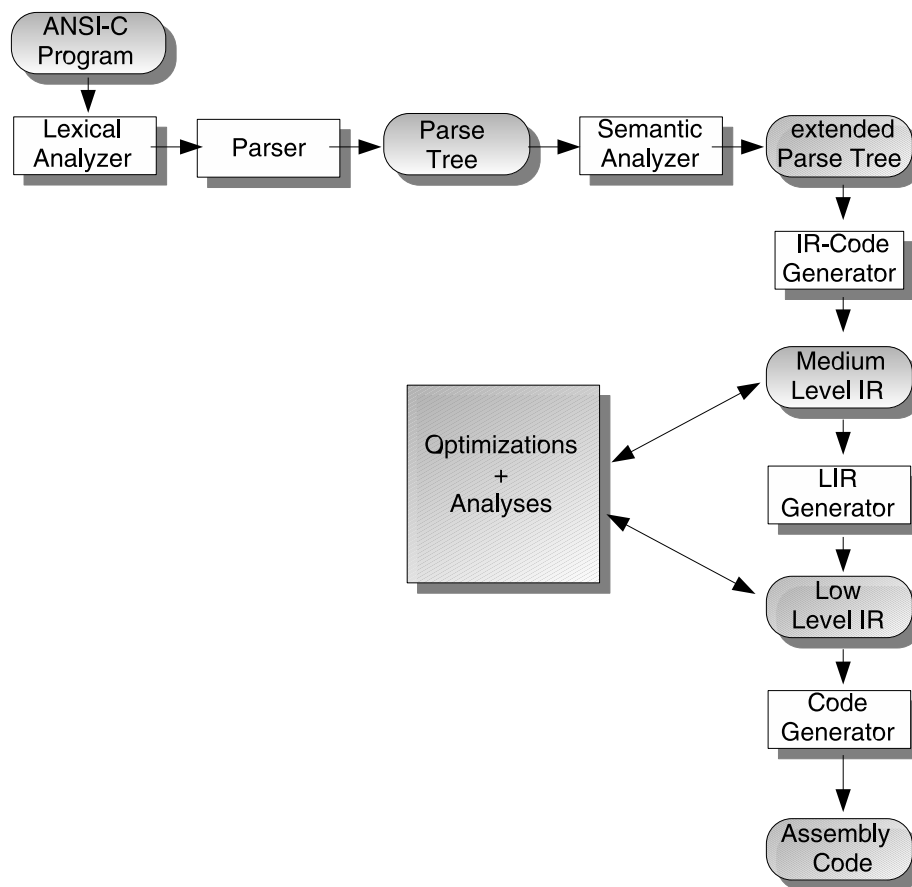 ANSI-C
Program
Lexical
Analyzer
Parser
Parse
Tree
Semantic
Analyzer
extended
Parse Tree
IR-Code
Generator
Medium
Level IR
Optimizations
+
Analyses
LIR
Generator
Low
Level IR
Code
Generator
Assembly
Code